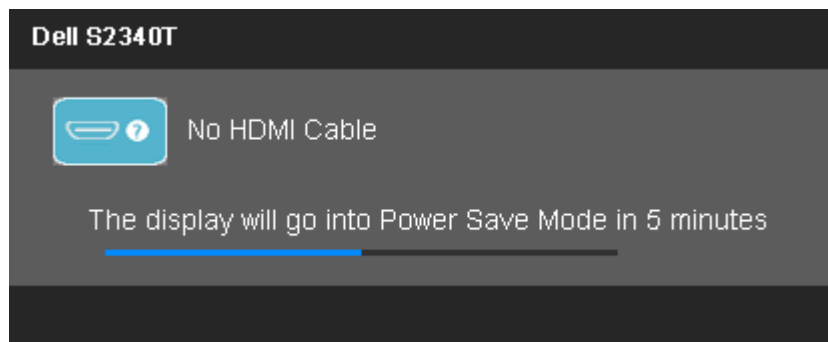 Dell S2340T
No HDMI Cable
The display will go into Power Save Mode in 5 minutes